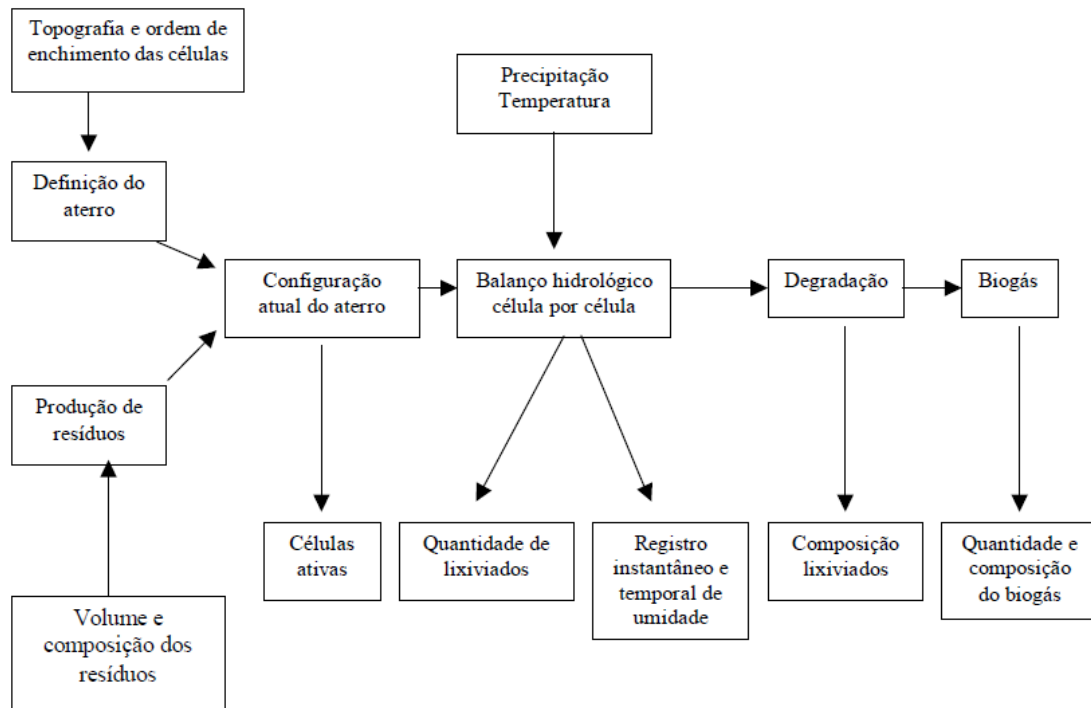 Topografia e ordem de
enchimento das células
Precipitação
Temperatura
Definição do
aterro
Configuração
atual do aterro
Balanço hidrológico
célula por célula
Degradação
Biogás
Produção de
resíduos
Células
ativas
Quantidade de
lixiviados
Registro
instantâneo e
temporal de
umidade
Composição
lixiviados
Quantidade e
composição
do biogás
Volume e
composição dos
resíduos